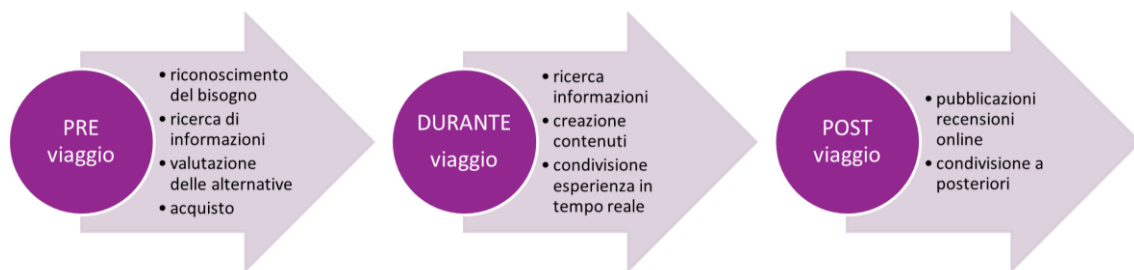 PRE
viaggio
• riconoscimento
del bisogno
• ricerca di
informazioni
• valutazione
delle alternative
• acquisto
DURANTE
viaggio
• ricerca
informazioni
• creazione
contenuti
• condivisione
esperienza in
tempo reale
POST
viaggio
• pubblicazioni
recensioni
online
• condivisione a
posteriori